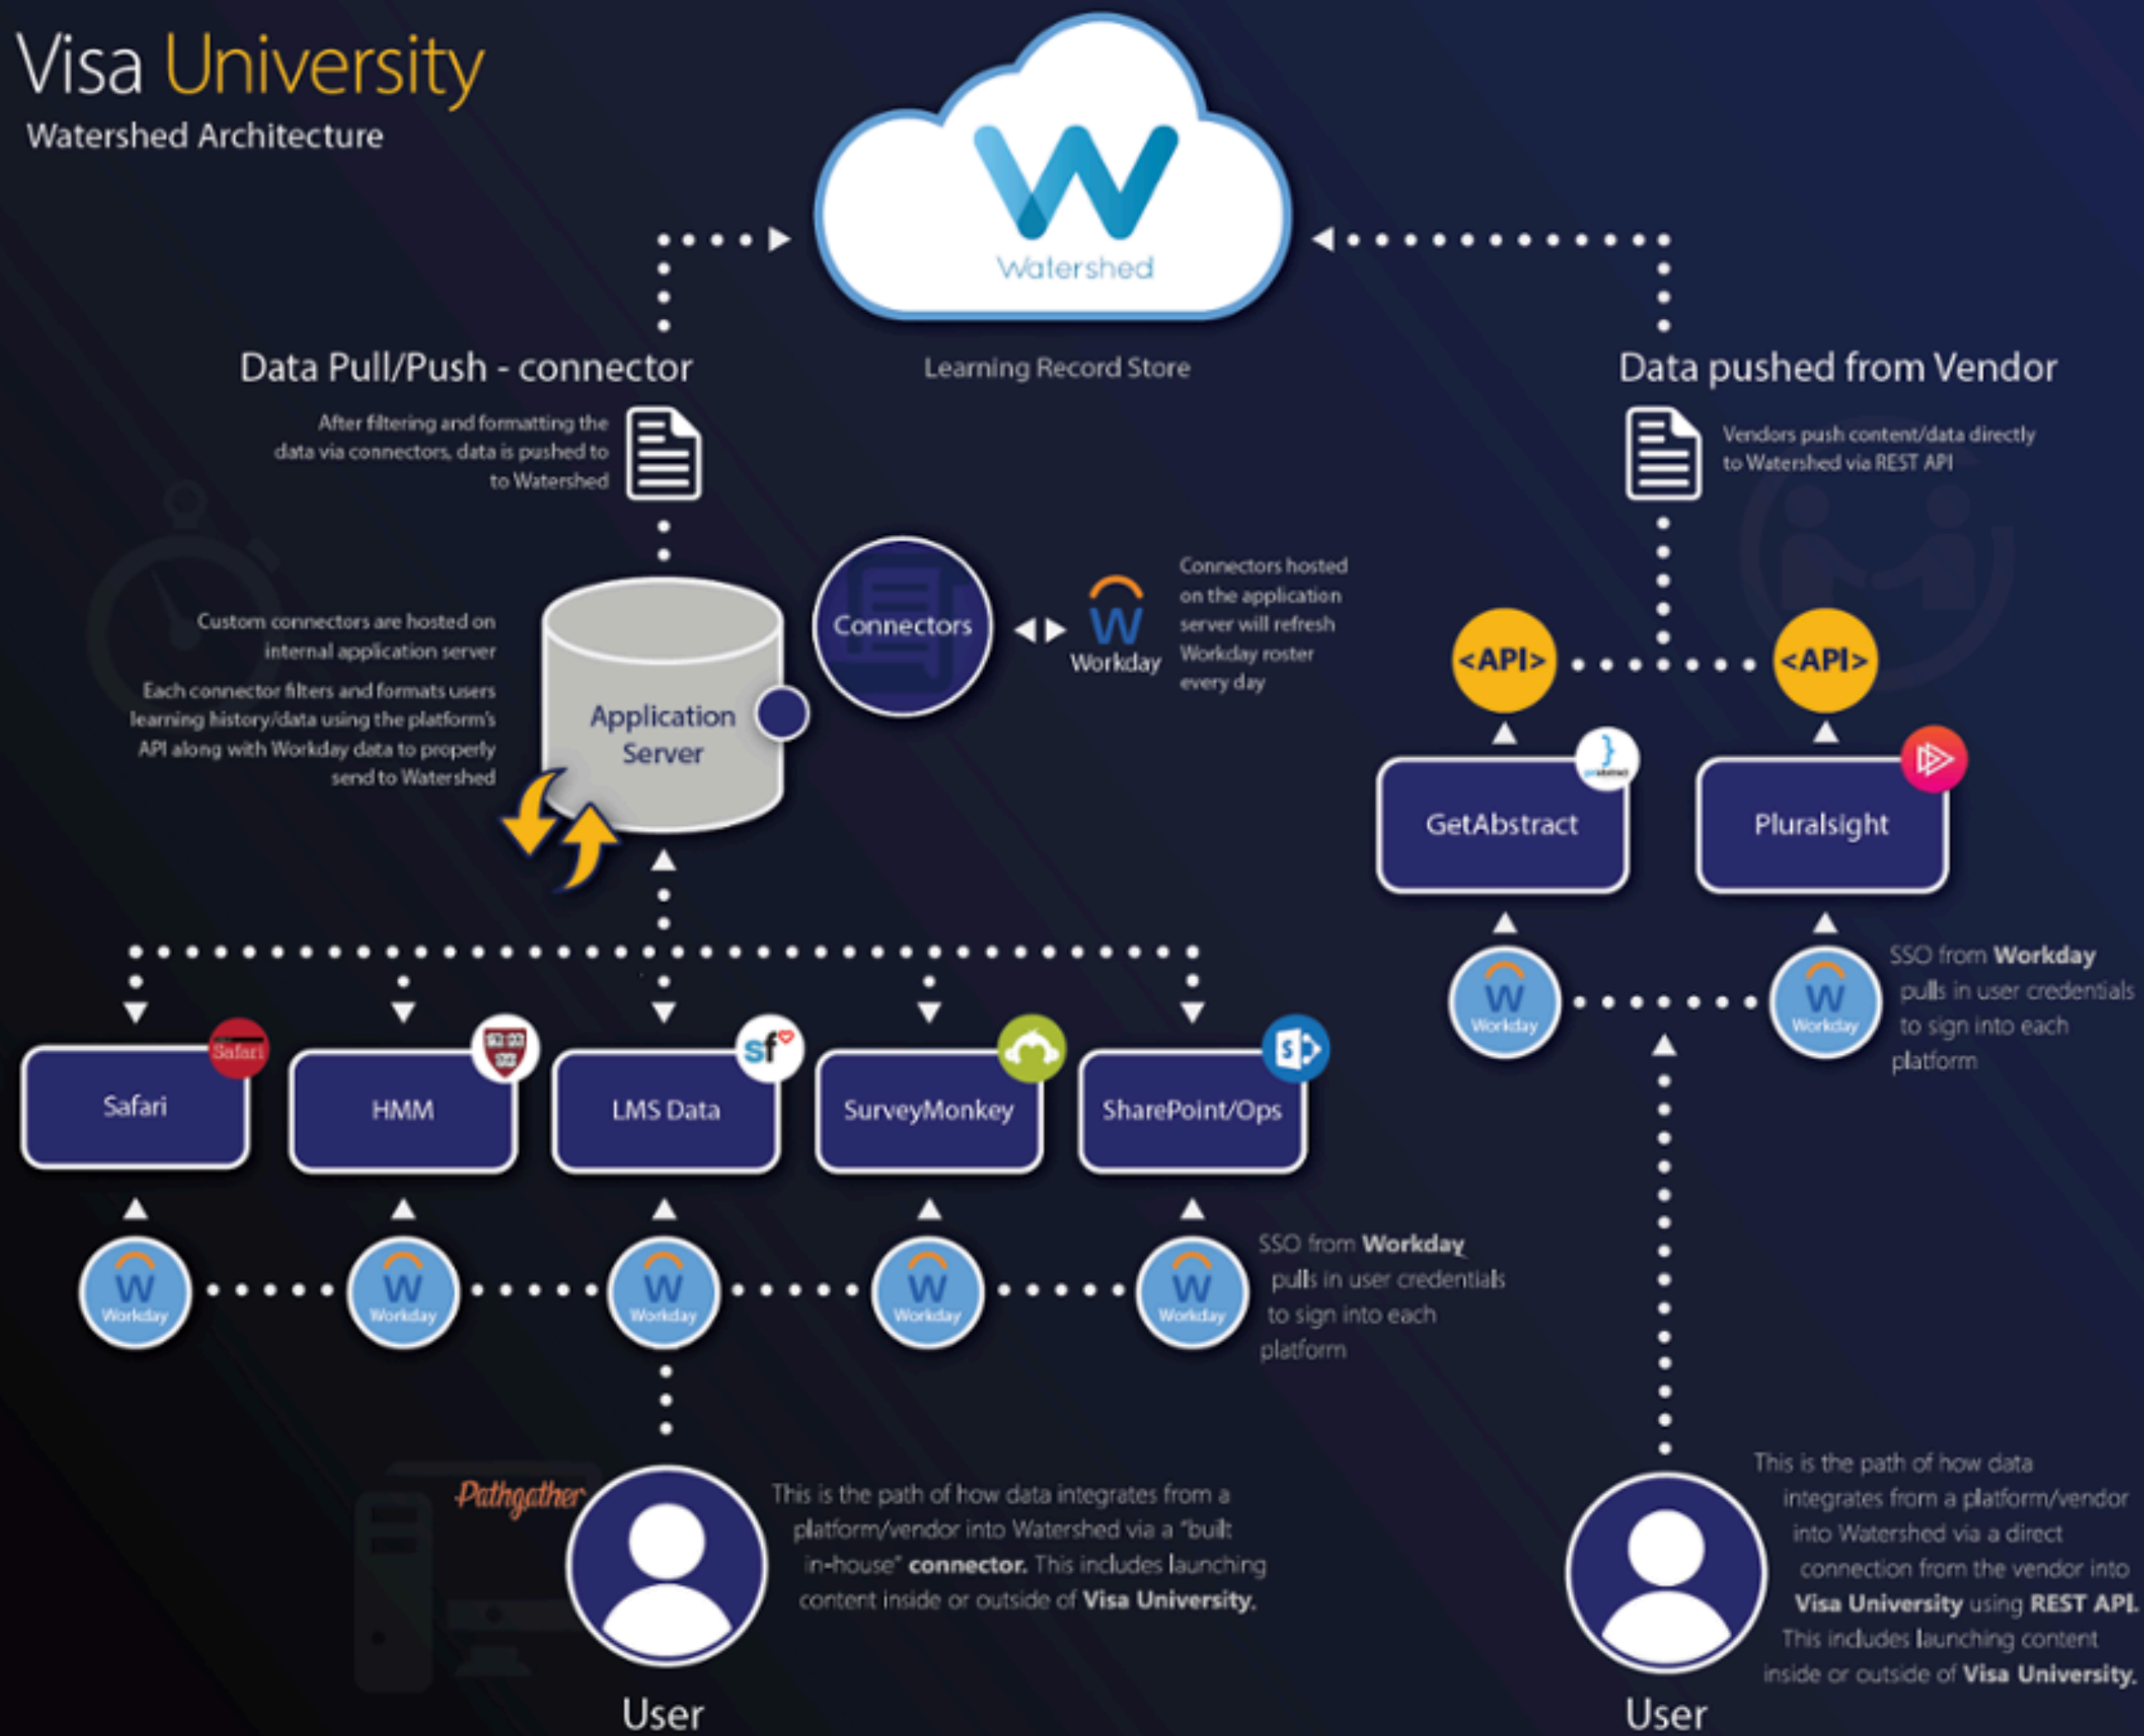 Visa University
Watershed Architecture
W
Watershed
Learning Record Store
Data Pull/Push - connector
After filtering and formatting the
data via connectors, data is pushed to
to Watershed
Data pushed from Vendor
Vendors push content/data directly
to Watershed via REST API
Custom connectors are hosted on
internal application server
Each connector filters and formats users
learning history/data using the platform's
API along with Workday data to properly
send to Watershed
Application
Server
Connectors
W
Workday
Connectors hosted
on the application
server will refresh
Workday roster
every day
<API>
<API>
GetAbstract
Pluralsight
W
Workday
W
Workday
SSO from Workday
pulls in user credentials
to sign into each
platform
Safari
Safari
HMM
sf
LMS Data
SurveyMonkey
S
SharePoint/Ops
W
Workday
W
Workday
W
Workday
W
Workday
W
Workday
SSO from Workday
pulls in user credentials
to sign into each
platform
Pathgather
This is the path of how data integrates from a
platform/vendor into Watershed via a "built
in-house" connector. This includes launching
content inside or outside of Visa University.
User
This is the path of how data
integrates from a platform/vendor
into Watershed via a direct
connection from the vendor into
Visa University using REST API.
This includes launching content
inside or outside of Visa University.
User